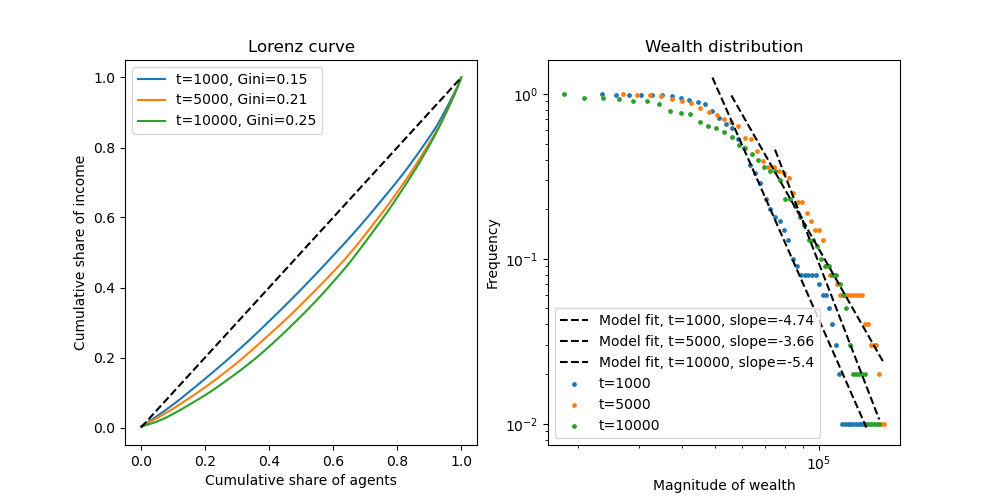 Lorenz curve
t=1000, Gini=0.15
t=5000, Gini=0.21
t=10000, Gini=0.25
Cumulative share of income
1.0
0.8
0.6
0.4
0.2
0.0
0.0 0.2 0.4 0.6 0.8 1.0
Cumulative share of agents
Wealth distribution
Frequency
10⁰
10⁻¹
10⁻²
Model fit, t=1000, slope=-4.74
Model fit, t=5000, slope=-3.66
Model fit, t=10000, slope=-5.4
t=1000
t=5000
t=10000
10⁵
Magnitude of wealth